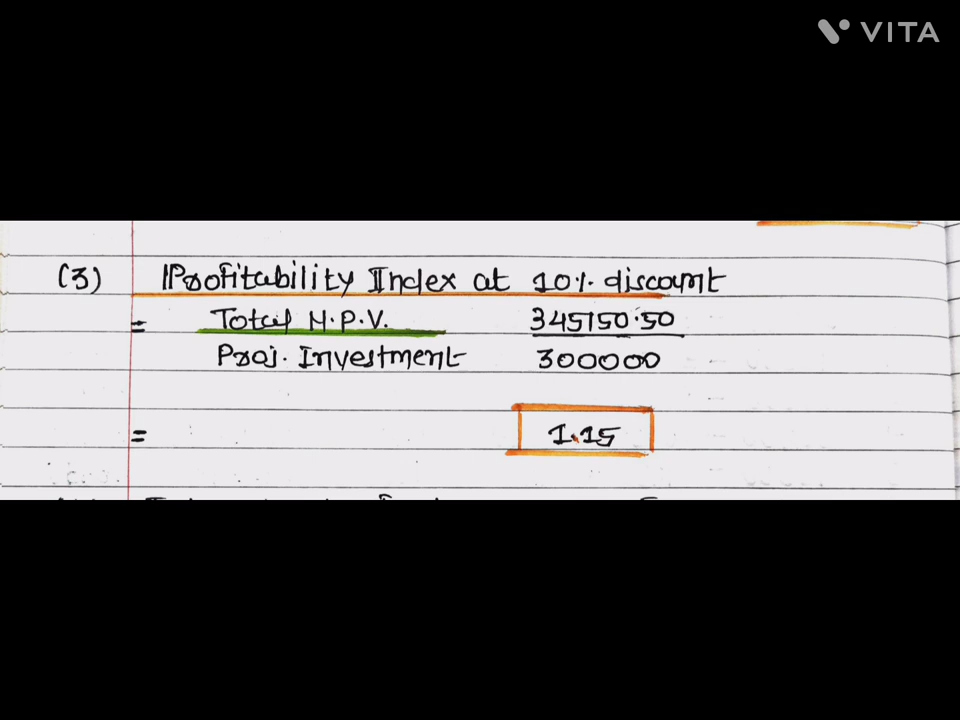 VITA
(3) Profitability Index at 10% discount
= Total N.P.V. 345150.50
Proj. Investment 300000
= 1.15